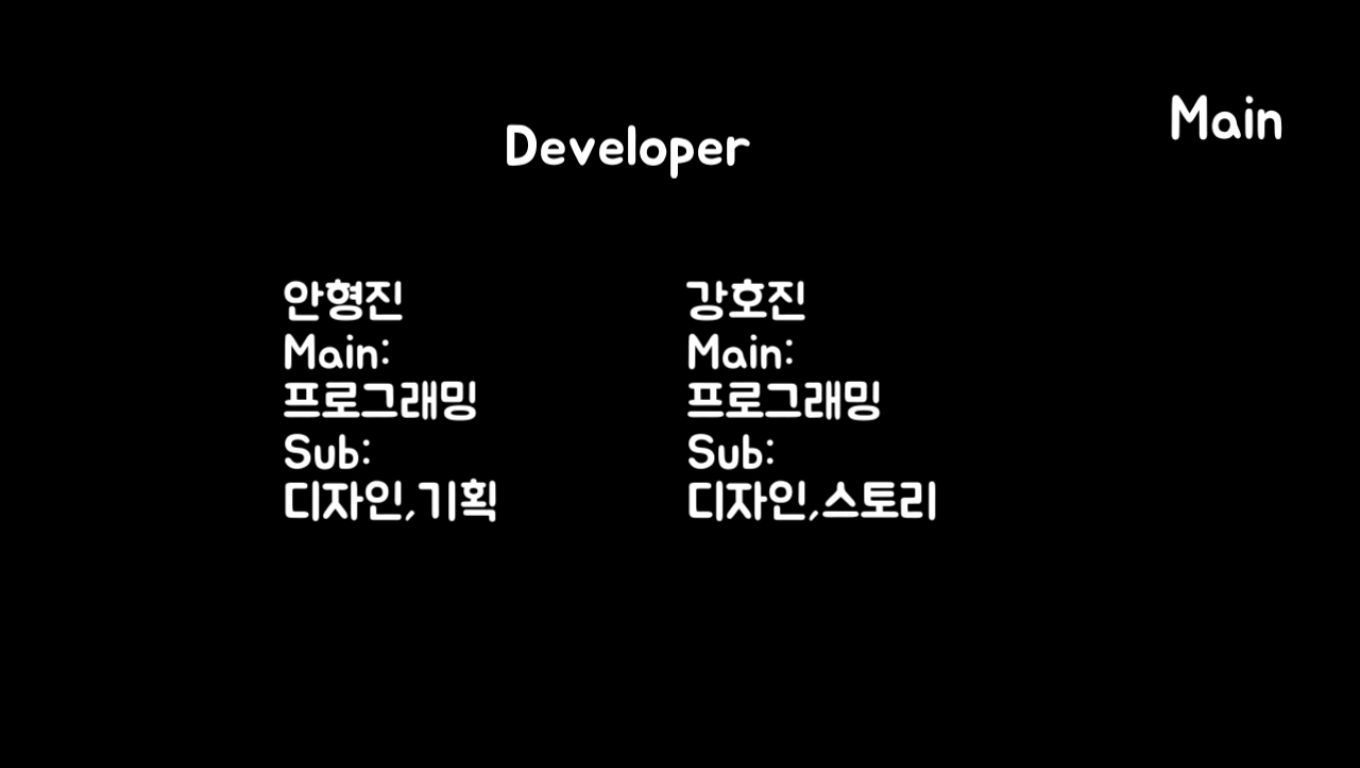 Main
Developer
안형진
Main:
프로그래밍
Sub:
디자인,기획
강호진
Main:
프로그래밍
Sub:
디자인,스토리